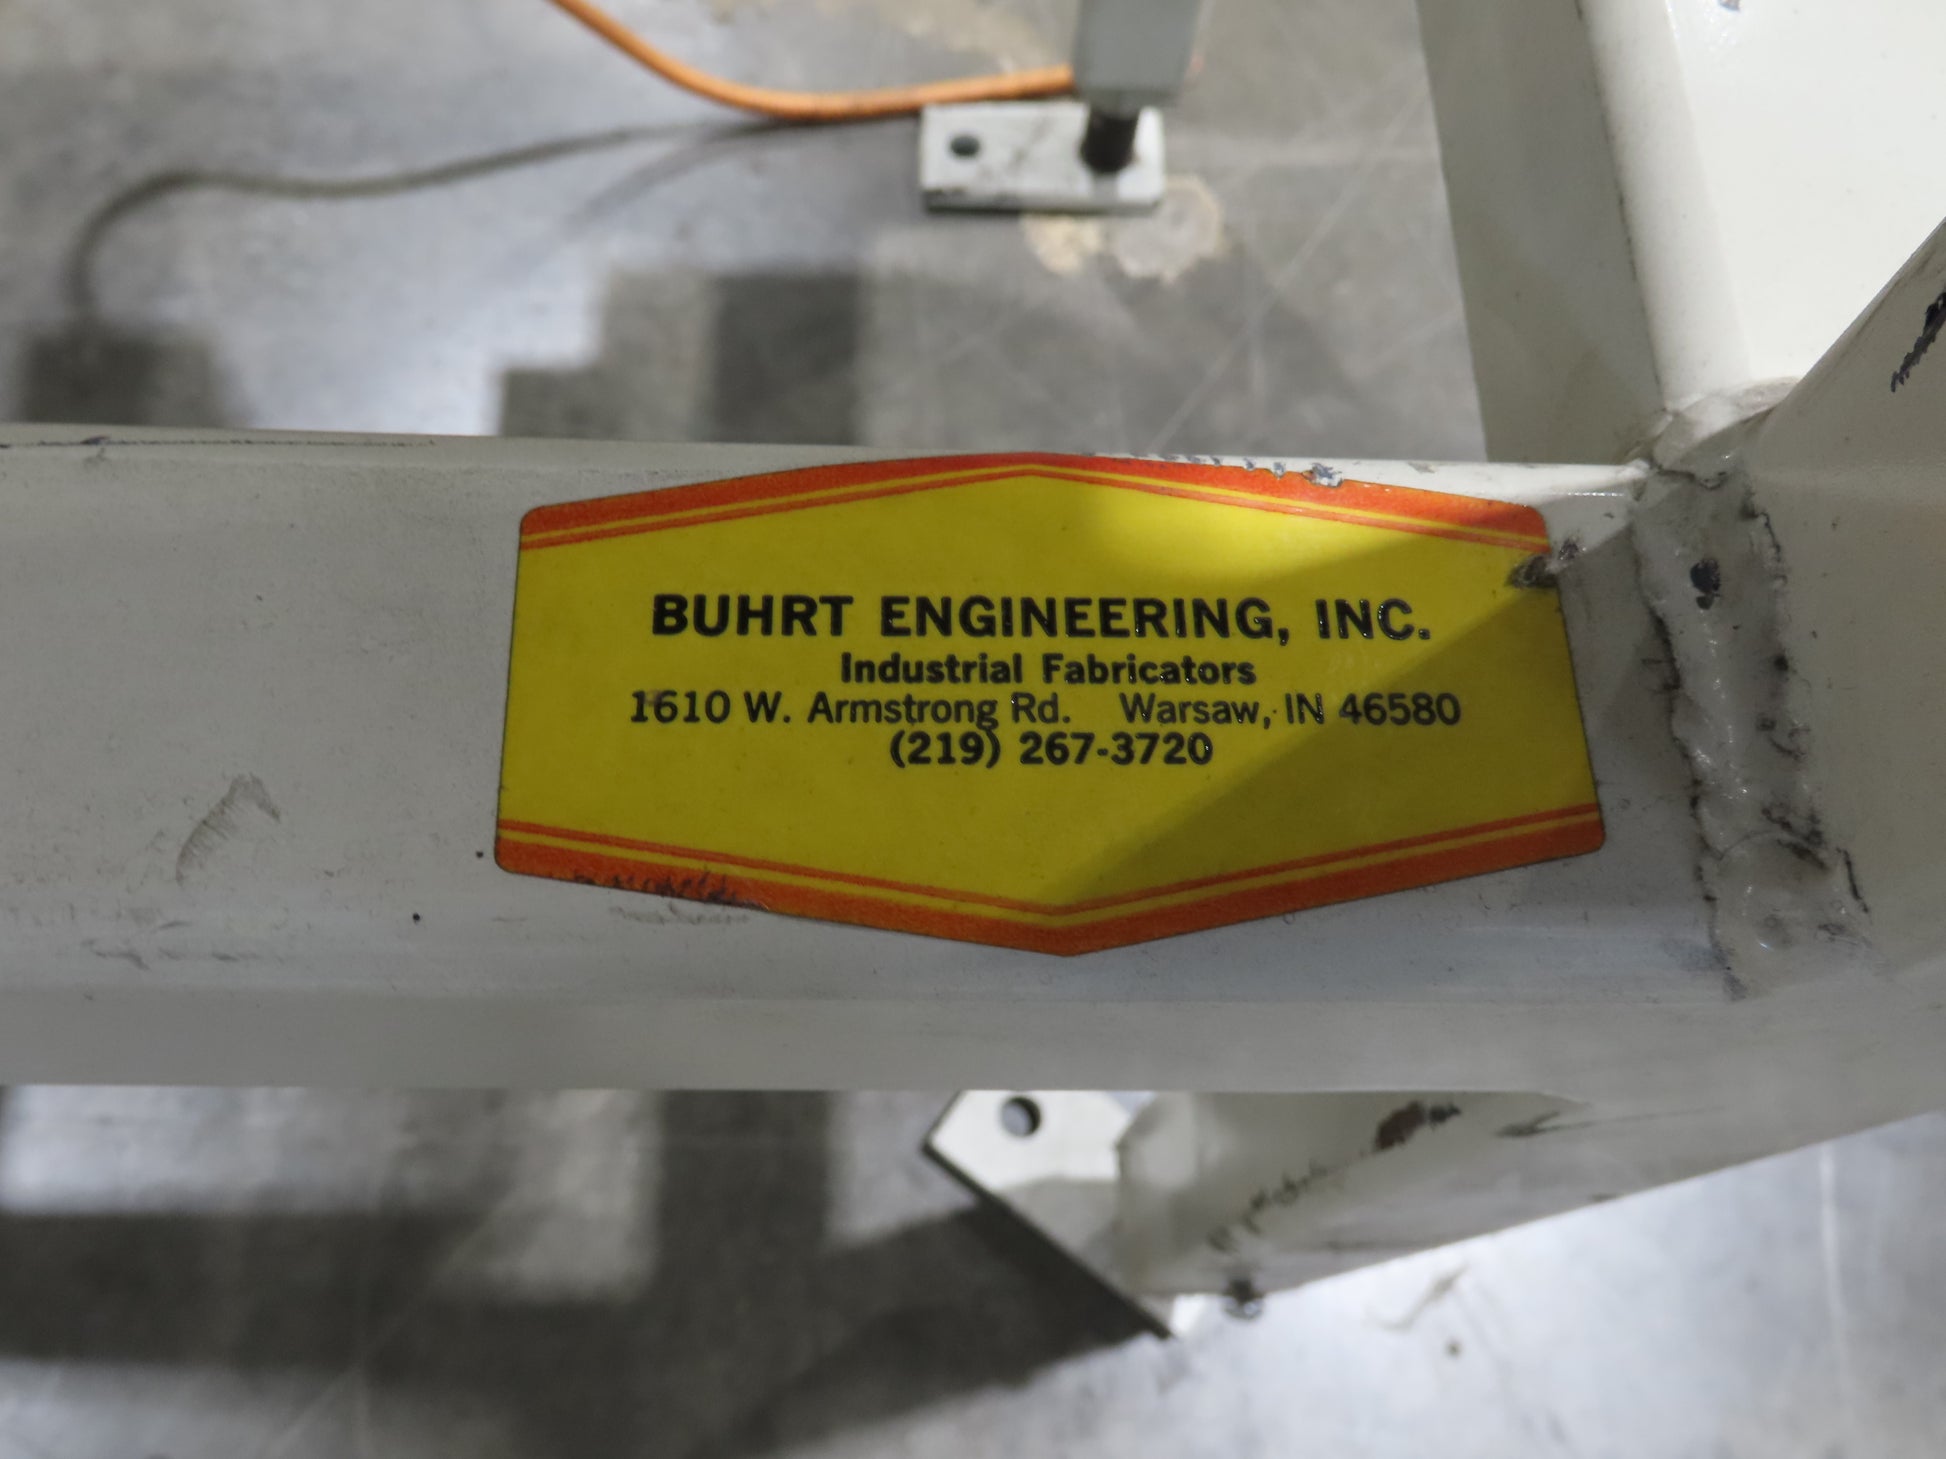 BUHRT ENGINEERING, INC.
Industrial Fabricators
1610 W. Armstrong Rd. Warsaw, IN 46580
(219) 267-3720